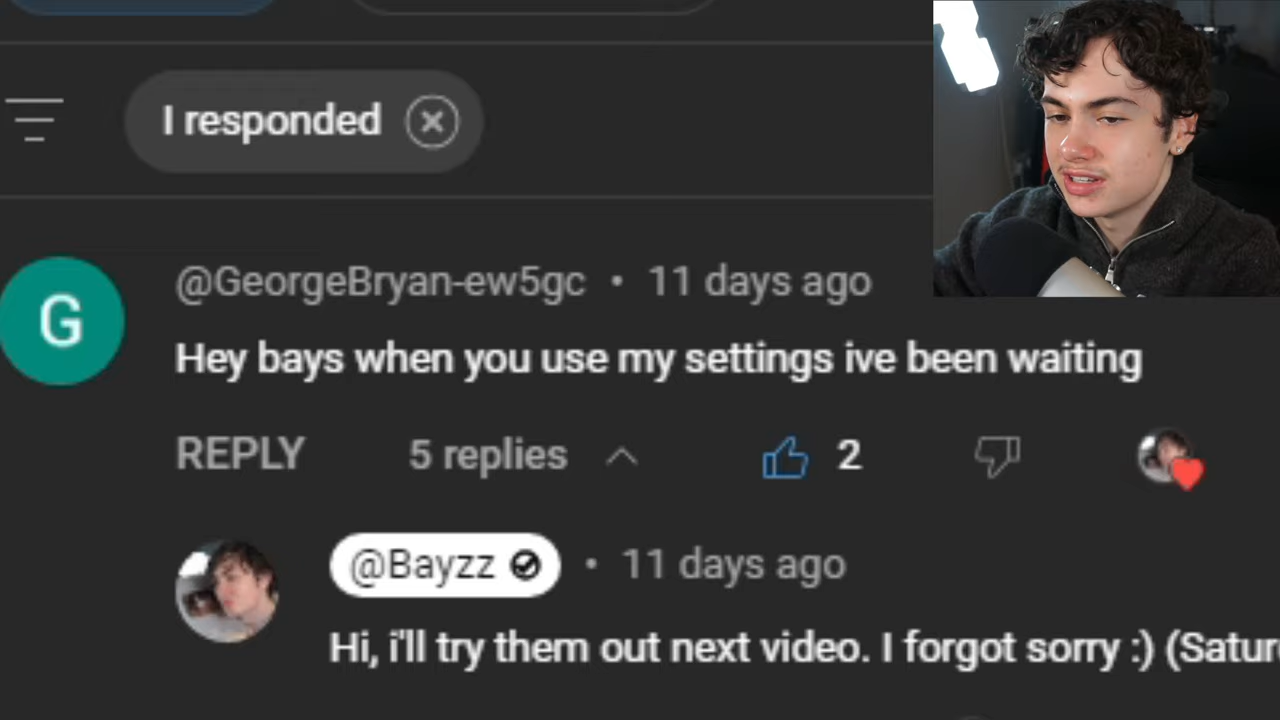 I responded
G
@GeorgeBryan-ew5gc • 11 days ago
Hey bays when you use my settings ive been waiting
REPLY 5 replies 2
@Bayzz • 11 days ago
Hi, i'll try them out next video. I forgot sorry :)